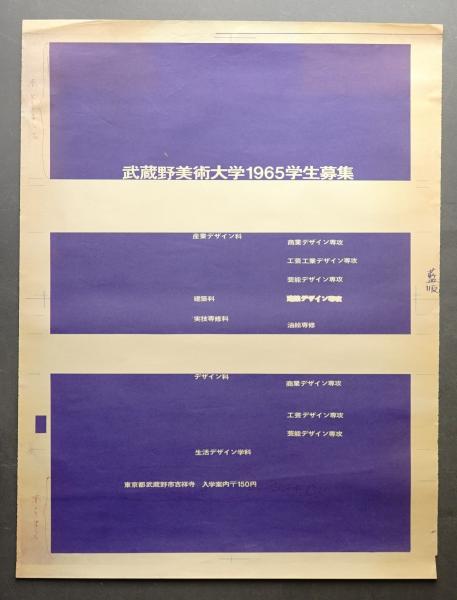 武蔵野美術大学1965学生募集
産業デザイン科
商業デザイン専攻
工芸工業デザイン専攻
芸能デザイン専攻
建築科
実技専修科
油絵専修
デザイン科
商業デザイン専攻
工芸デザイン専攻
芸能デザイン専攻
生活デザイン学科
東京都武蔵野市吉祥寺 入学案内〒150円
藍版